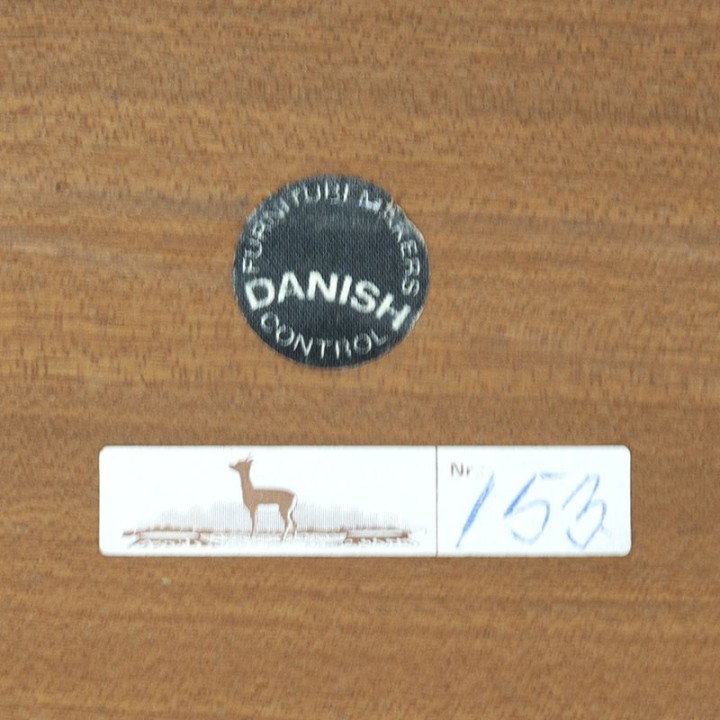 FURNITURE MAKERS
DANISH
CONTROL
Nr. 153